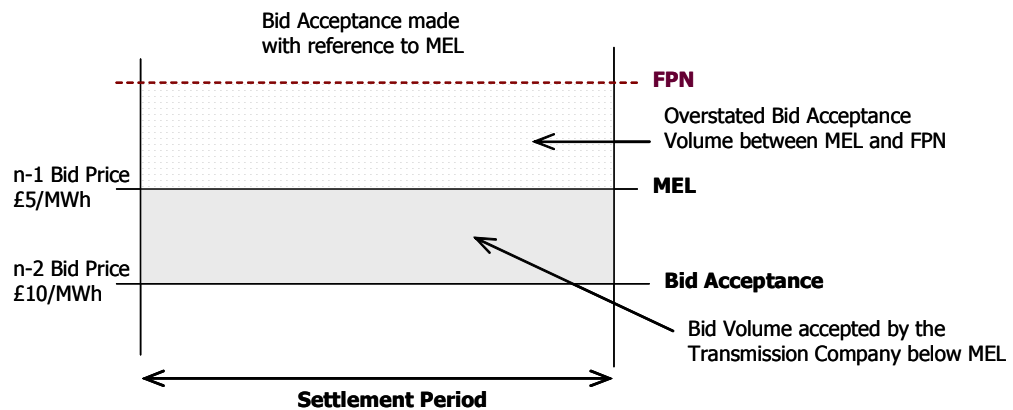 Bid Acceptance made
with reference to MEL
FPN
Overstated Bid Acceptance
Volume between MEL and FPN
n-1 Bid Price
£5/MWh
MEL
n-2 Bid Price
£10/MWh
Bid Acceptance
Bid Volume accepted by the
Transmission Company below MEL
Settlement Period